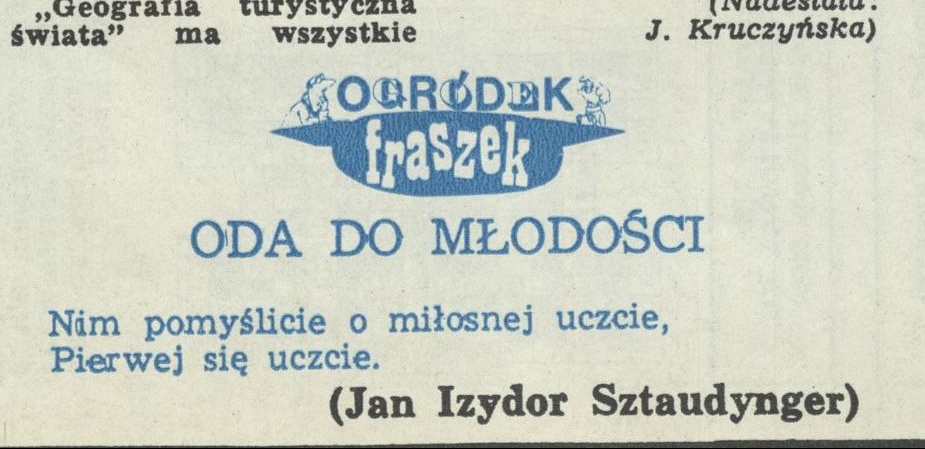 „Geografia turystyczna
świata” ma wszystkie
(Nadesłała:
J. Kruczyńska)
OGRÓDEK
fraszek
ODA DO MŁODOŚCI
Nim pomyślicie o miłosnej uczcie,
Pierwej się uczcie.
(Jan Izydor Sztaudynger)